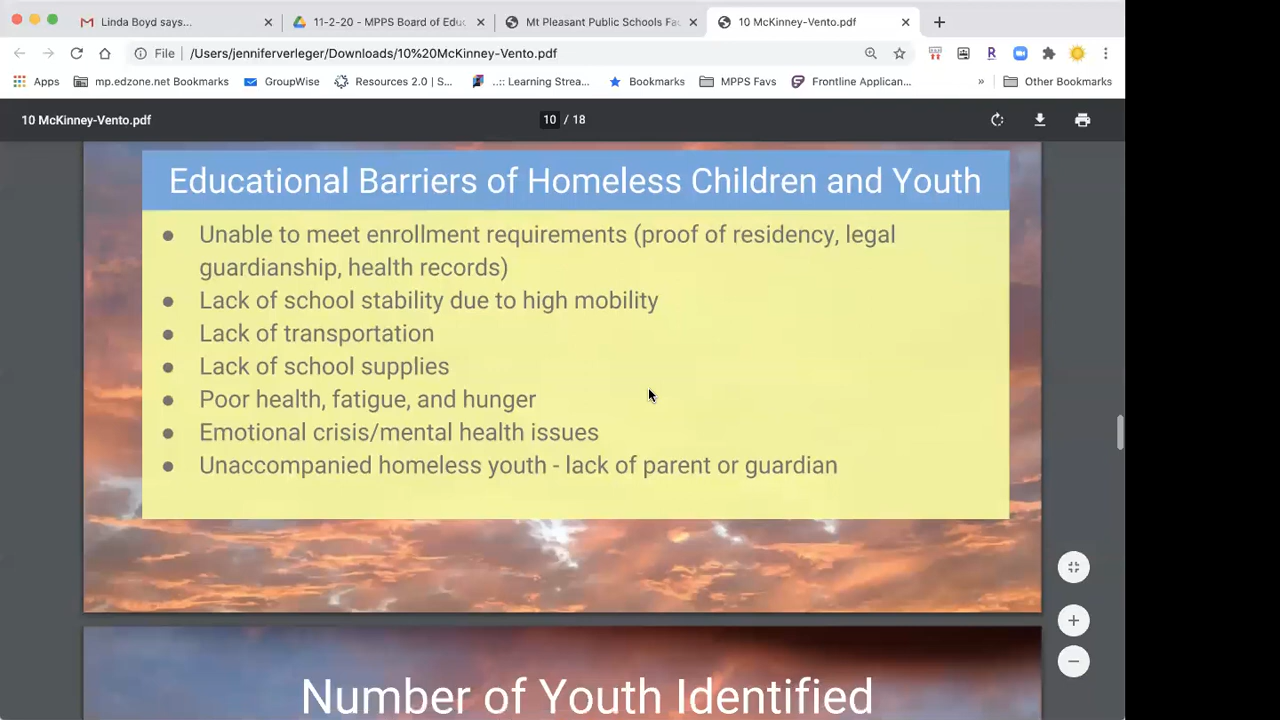 Linda Boyd says...
11-2-20 - MPPS Board of Educ
Mt Pleasant Public Schools Fac
10 McKinney-Vento.pdf
File
/Users/jenniferverleger/Downloads/10%20McKinney-Vento.pdf
Apps
mp.edzone.net Bookmarks
GroupWise
Resources 2.0 | S...
..:: Learning Strea...
Bookmarks
MPPS Favs
Frontline Applican...
»
Other Bookmarks
10 McKinney-Vento.pdf
10 / 18
Educational Barriers of Homeless Children and Youth
● Unable to meet enrollment requirements (proof of residency, legal
guardianship, health records)
● Lack of school stability due to high mobility
● Lack of transportation
● Lack of school supplies
● Poor health, fatigue, and hunger
● Emotional crisis/mental health issues
● Unaccompanied homeless youth - lack of parent or guardian
Number of Youth Identified